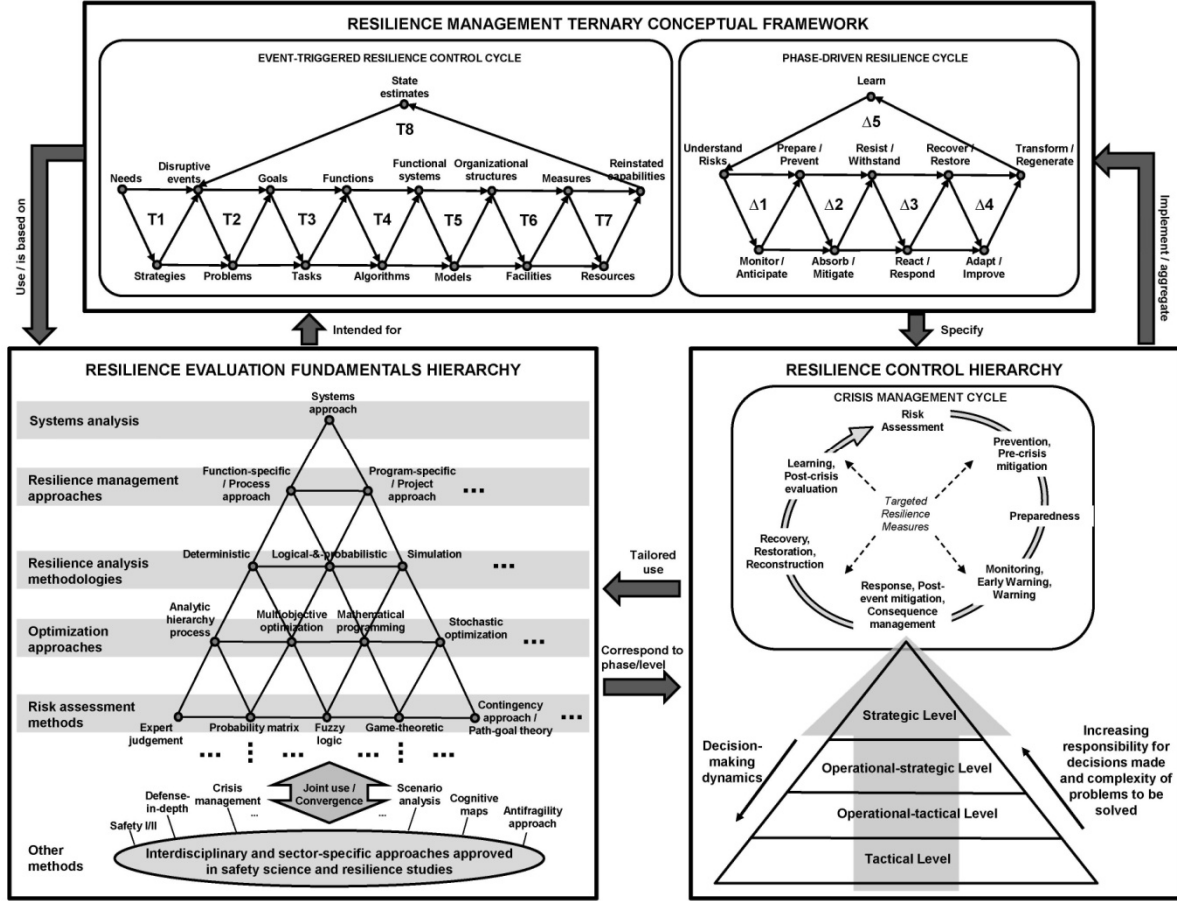 RESILIENCE MANAGEMENT TERNARY CONCEPTUAL FRAMEWORK
EVENT-TRIGGERED RESILIENCE CONTROL CYCLE
State
estimates
T8
Needs
Disruptive
events
Goals
Functions
Functional
systems
Organizational
structures
Measures
Reinstated
capabilities
T1
T2
T3
T4
T5
T6
T7
Strategies
Problems
Tasks
Algorithms
Models
Facilities
Resources
PHASE-DRIVEN RESILIENCE CYCLE
Learn
Δ5
Understand
Risks
Prepare /
Prevent
Resist /
Withstand
Recover /
Restore
Transform /
Regenerate
Δ1
Δ2
Δ3
Δ4
Monitor /
Anticipate
Absorb /
Mitigate
React /
Respond
Adapt /
Improve
Use / is based on
Intended for
Specify
Implement / aggregate
RESILIENCE EVALUATION FUNDAMENTALS HIERARCHY
Systems analysis
Systems
approach
Resilience management
approaches
Function-specific
/ Process
approach
Program-specific
/ Project
approach
...
Resilience analysis
methodologies
Deterministic
Logical-&-probabilistic
Simulation
...
Optimization
approaches
Analytic
hierarchy
process
Multiobjective
optimization
Mathematical
programming
Stochastic
optimization
...
Risk assessment
methods
Expert
judgement
Probability matrix
Fuzzy
logic
Game-theoretic
Contingency
approach /
Path-goal theory
...
Joint use /
Convergence
Safety I/II
Defense-
in-depth
Crisis
management
...
...
Scenario
analysis
Cognitive
maps
Antifragility
approach
Other
methods
Interdisciplinary and sector-specific approaches approved
in safety science and resilience studies
Tailored
use
Correspond to
phase/level
RESILIENCE CONTROL HIERARCHY
CRISIS MANAGEMENT CYCLE
Risk
Assessment
Prevention,
Pre-crisis
mitigation
Preparedness
Monitoring,
Early Warning,
Warning
Response, Post-
event mitigation,
Consequence
management
Recovery,
Restoration,
Reconstruction
Learning,
Post-crisis
evaluation
Targeted
Resilience
Measures
Strategic Level
Operational-strategic Level
Operational-tactical Level
Tactical Level
Decision-
making
dynamics
Increasing
responsibility for
decisions made
and complexity of
problems to be
solved